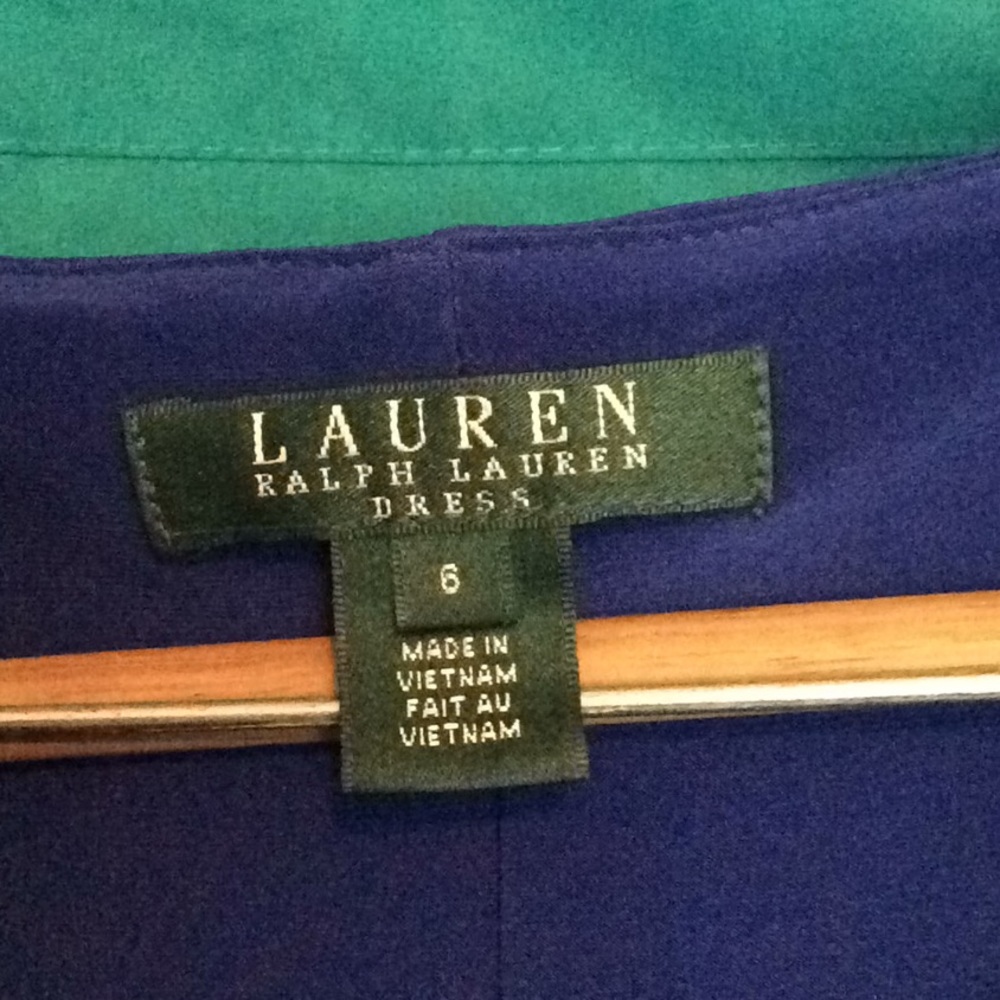 LAUREN
RALPH LAUREN
DRESS
6
MADE IN
VIETNAM
FAIT AU
VIETNAM